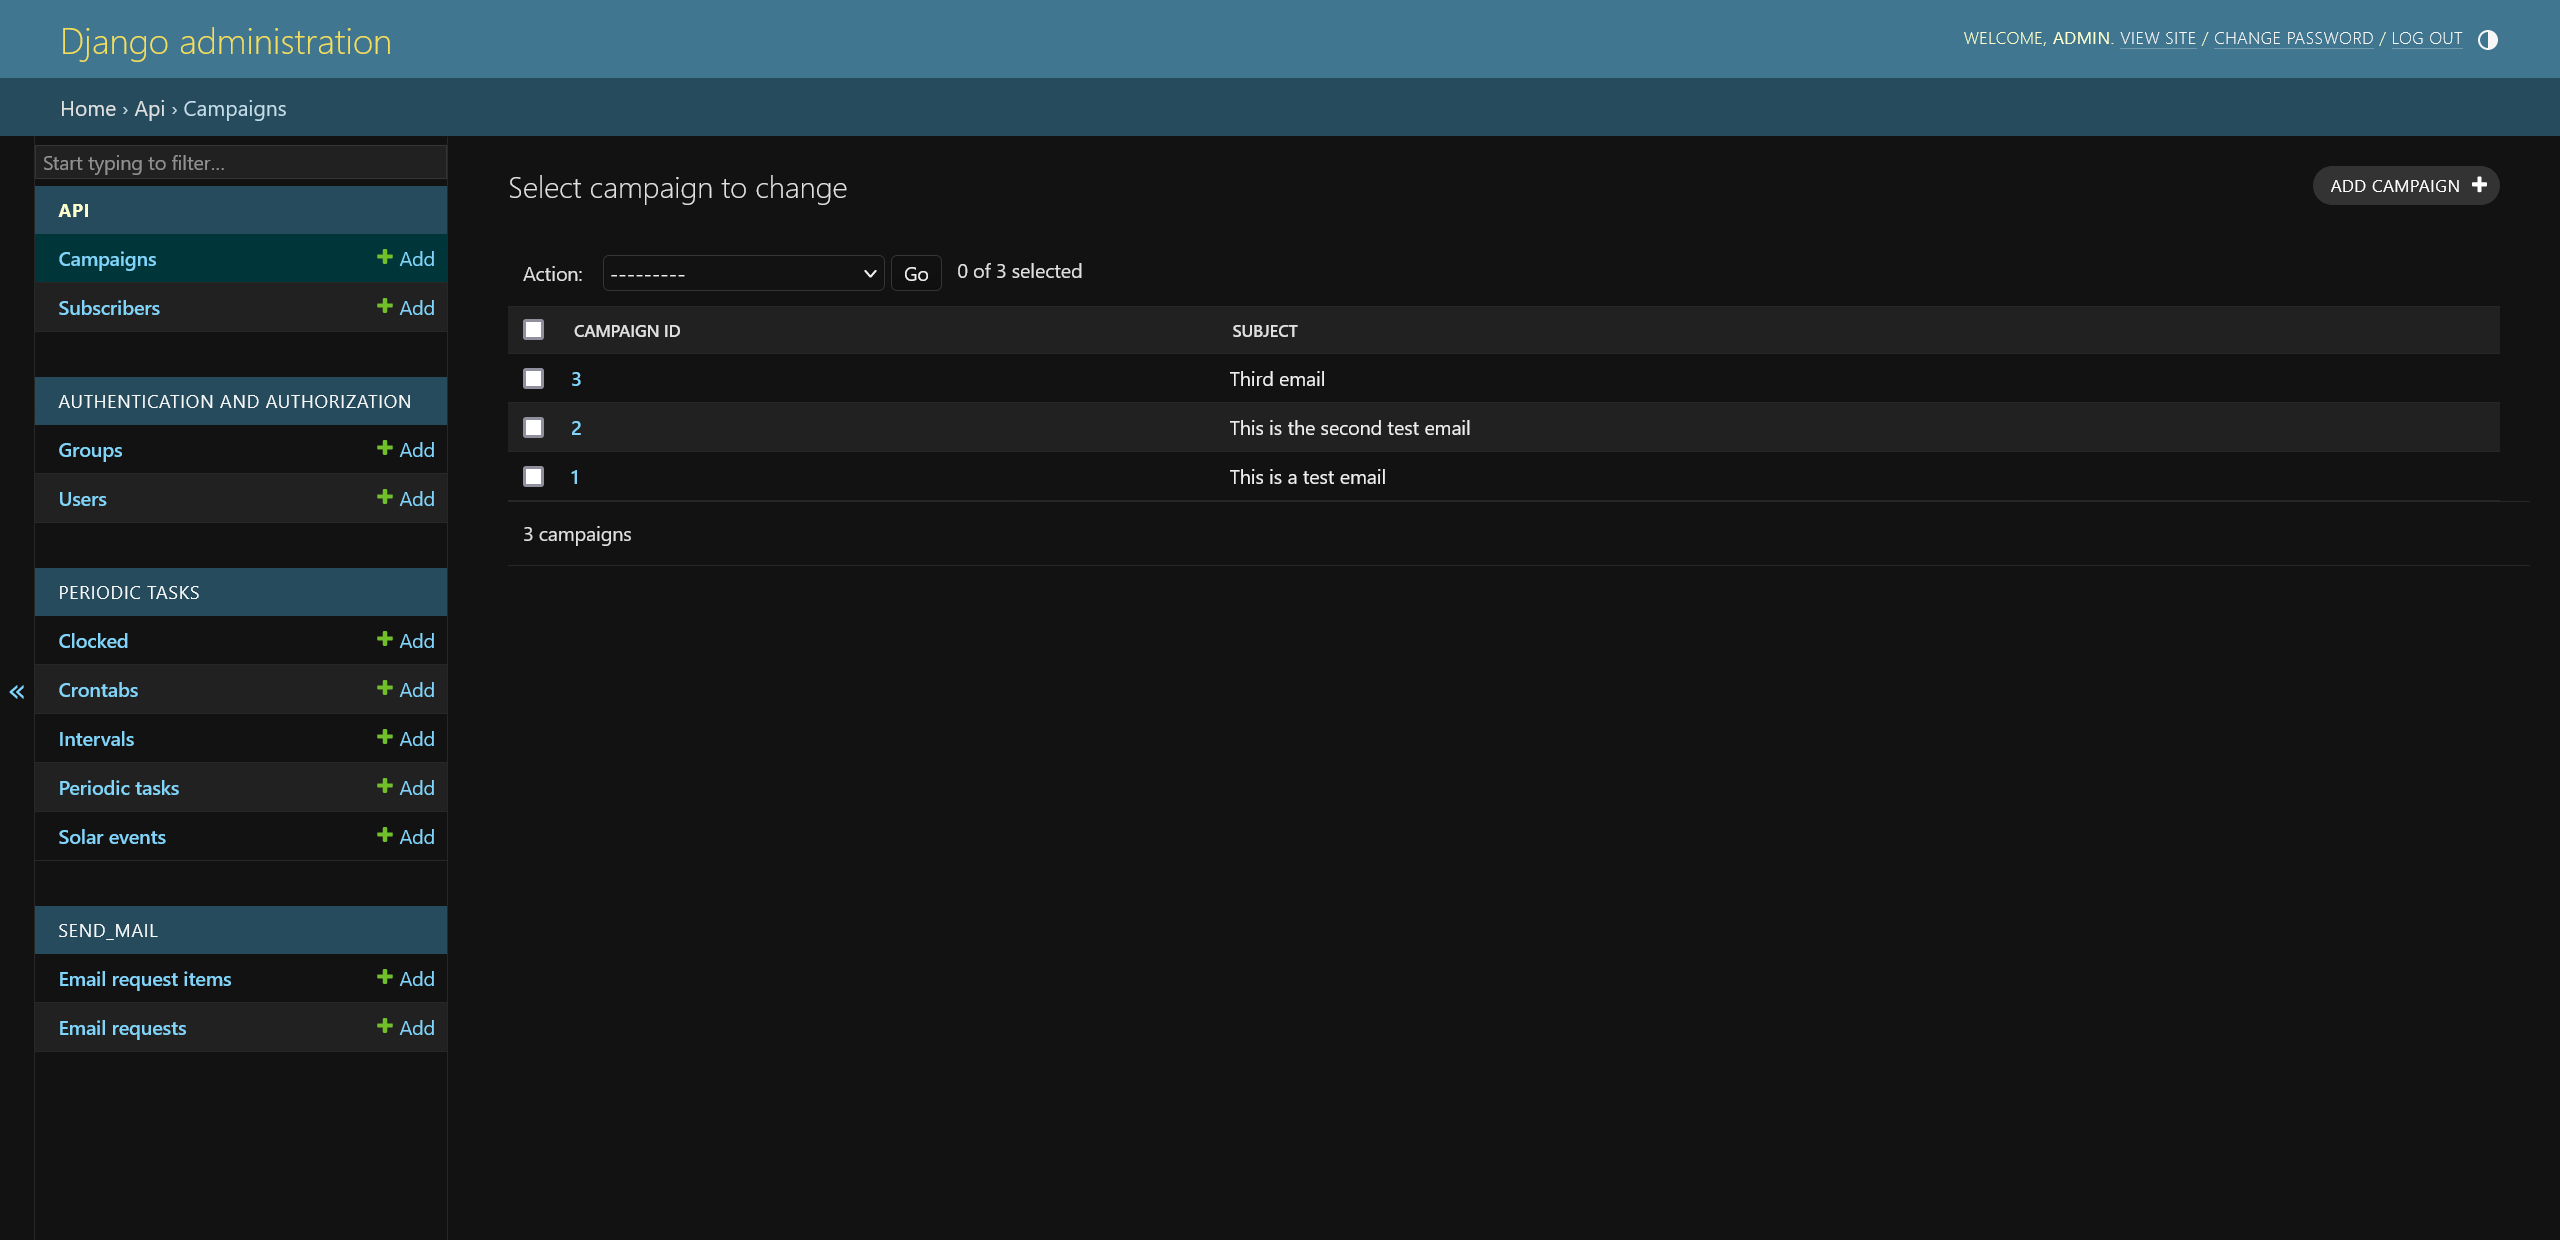 Django administration
WELCOME, ADMIN. VIEW SITE / CHANGE PASSWORD / LOG OUT
Home › Api › Campaigns
Start typing to filter...
API
Campaigns Add
Subscribers Add
AUTHENTICATION AND AUTHORIZATION
Groups Add
Users Add
PERIODIC TASKS
Clocked Add
Crontabs Add
Intervals Add
Periodic tasks Add
Solar events Add
SEND_MAIL
Email request items Add
Email requests Add
«
Select campaign to change
ADD CAMPAIGN
Action: --------- Go 0 of 3 selected
CAMPAIGN ID SUBJECT
3 Third email
2 This is the second test email
1 This is a test email
3 campaigns